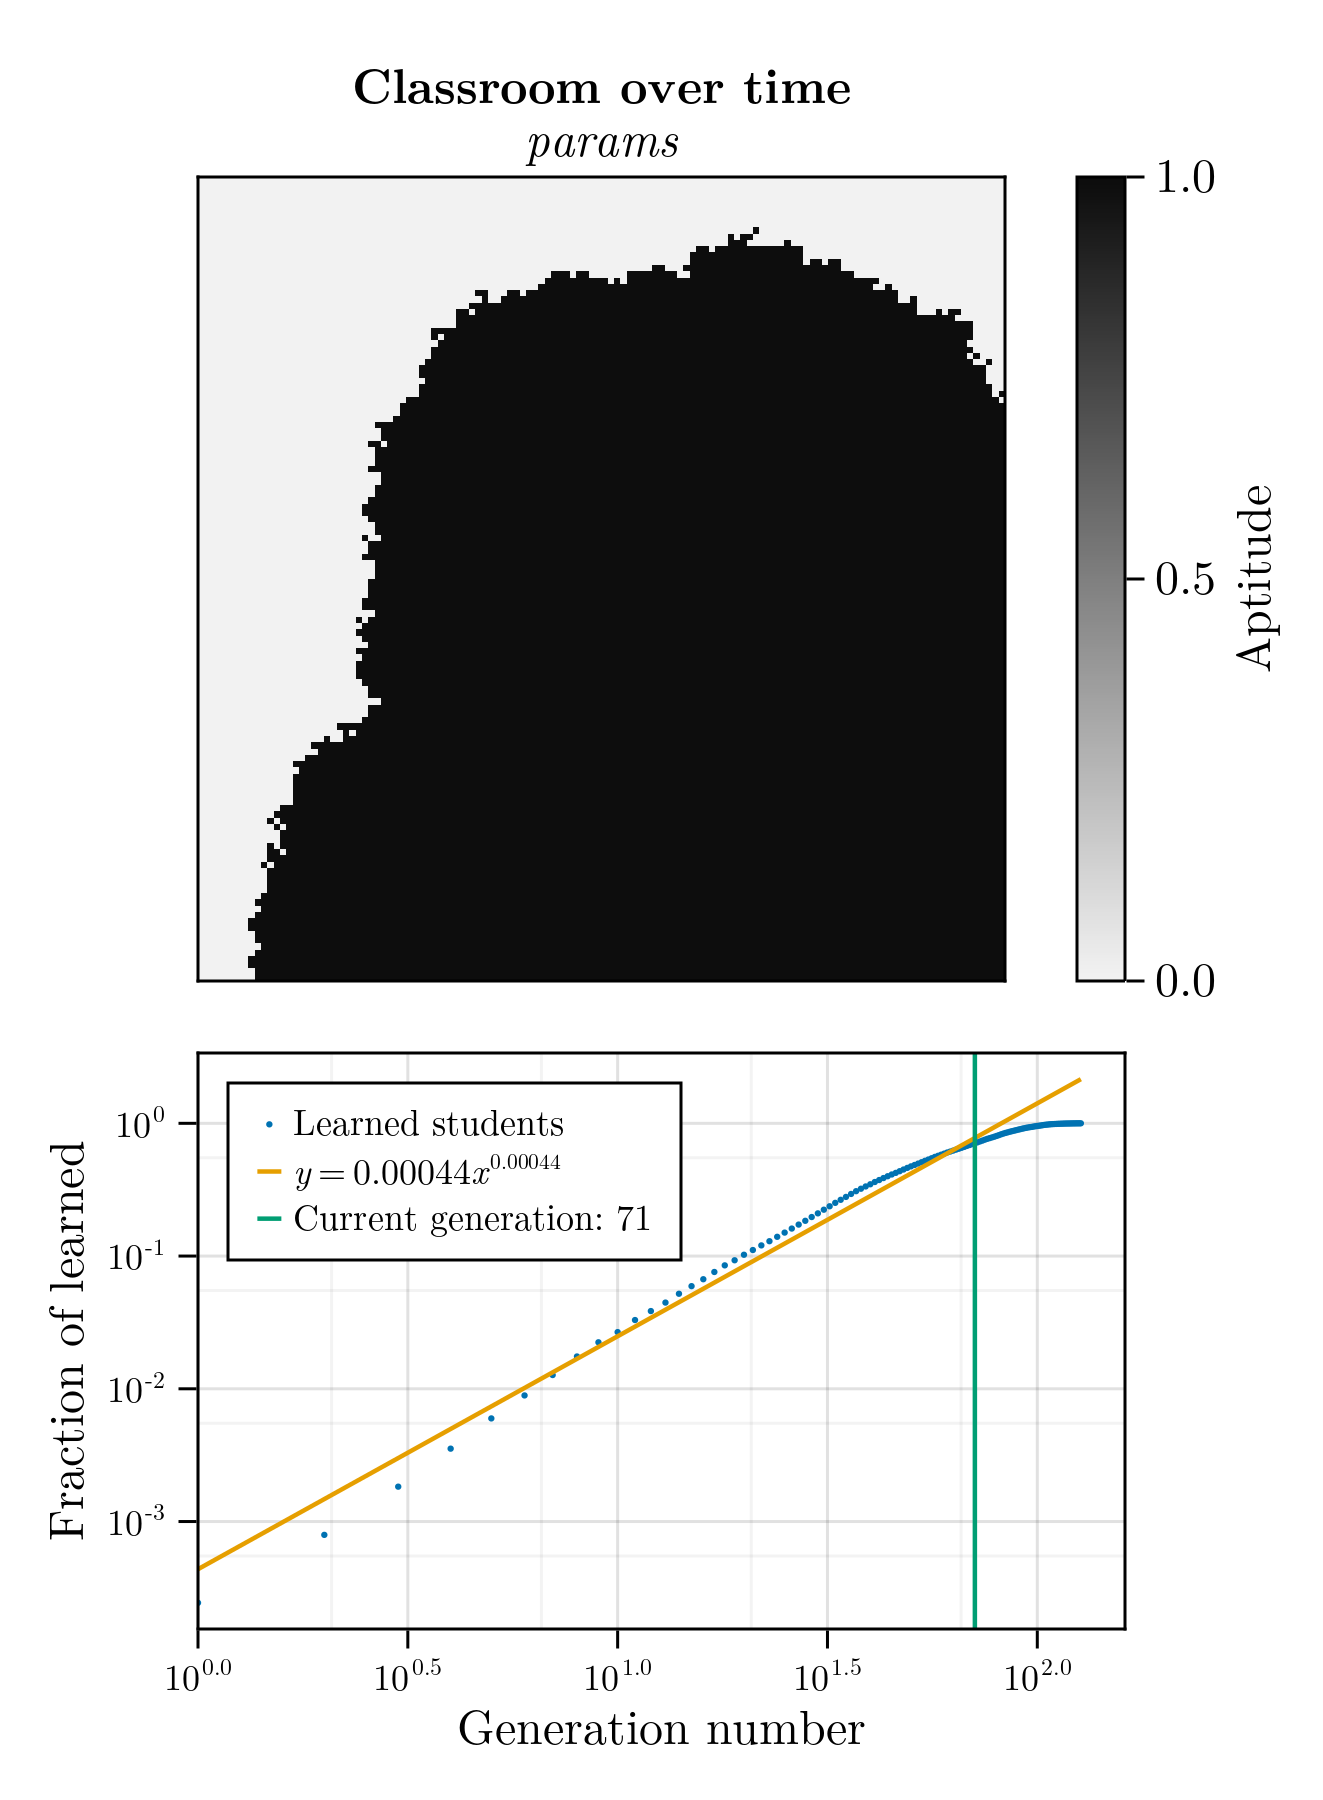 Classroom over time
params
1.0
0.5
0.0
Aptitude
Learned students
y = 0.00044x^0.00044
Current generation: 71
10^0
10^-1
10^-2
10^-3
Fraction of learned
10^0.0 10^0.5 10^1.0 10^1.5 10^2.0
Generation number